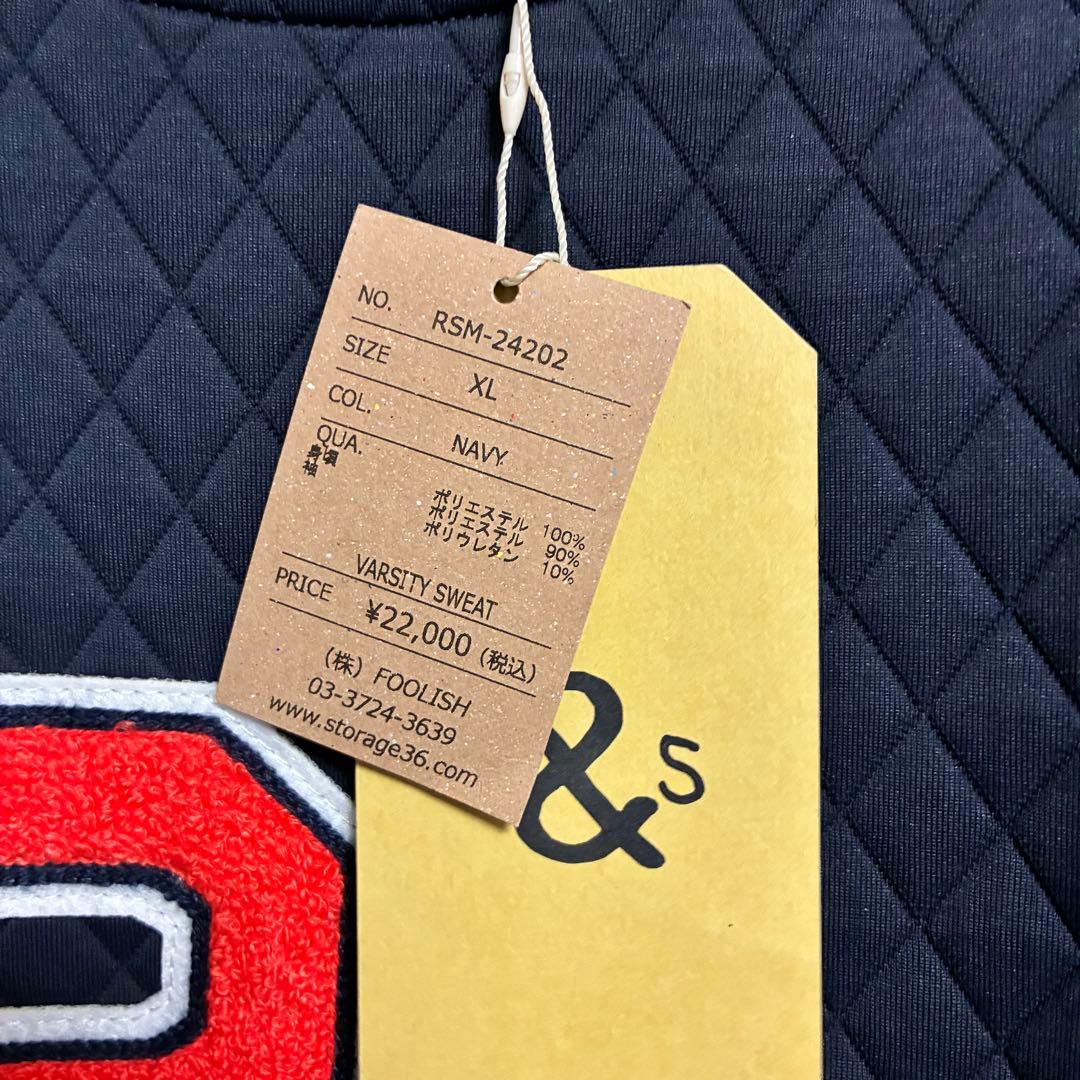 NO. RSM-24202
SIZE XL
COL. NAVY
QUA.
身頃 ポリエステル 100%
袖 ポリエステル 90%
ポリウレタン 10%
VARSITY SWEAT
PRICE ¥22,000 (税込)
(株) FOOLISH
03-3724-3639
www.storage36.com
&s